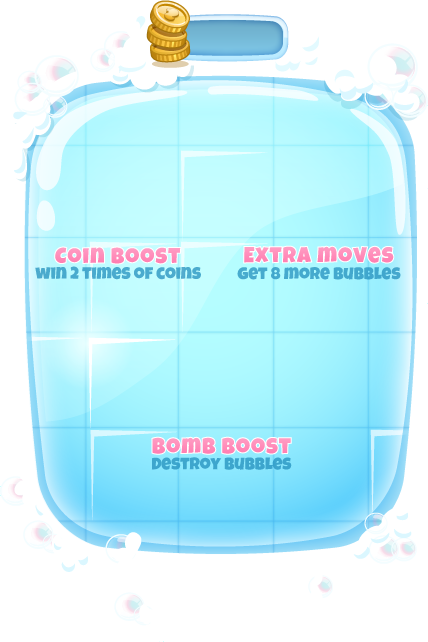 Coin Boost
Win 2 times of coins
Extra moves
Get 8 more bubbles
Bomb Boost
Destroy bubbles